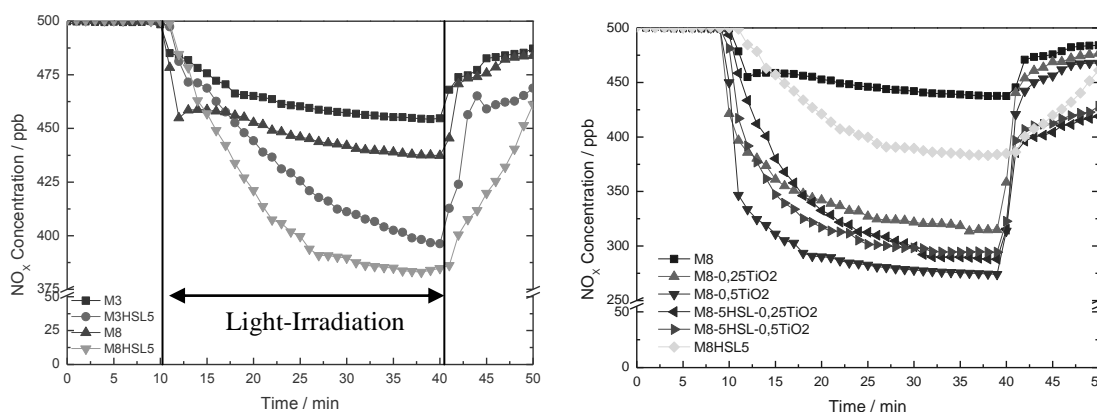 NOX Concentration / ppb
500
475
450
425
400
375
50
25
0
M3
M3HSL5
M8
M8HSL5
Light-Irradiation
0 5 10 15 20 25 30 35 40 45 50
Time / min
NOX Concentration / ppb
500
450
400
350
300
250
50
0
M8
M8-0,25TiO2
M8-0,5TiO2
M8-5HSL-0,25TiO2
M8-5HSL-0,5TiO2
M8HSL5
0 5 10 15 20 25 30 35 40 45
Time / min